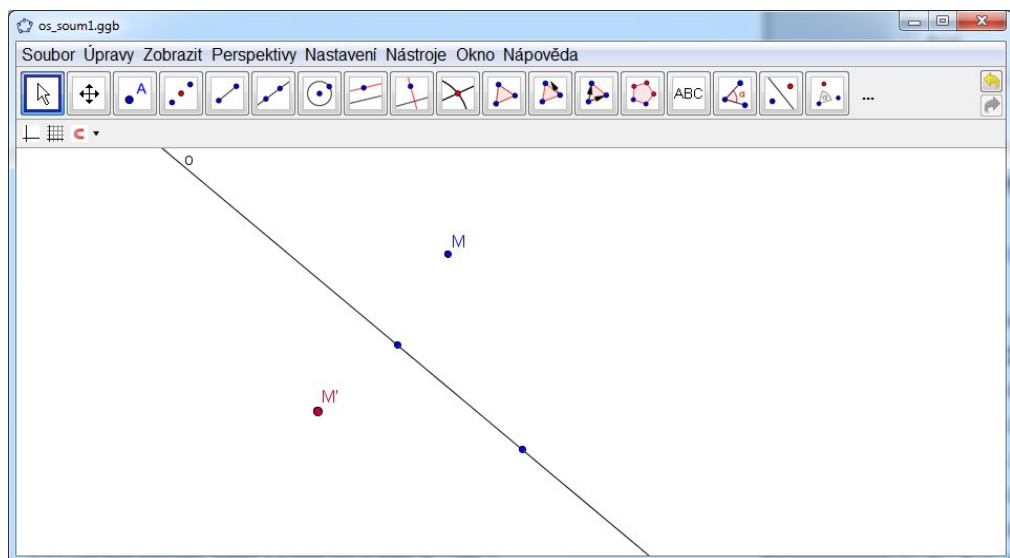 os_soum1.ggb
Soubor Úpravy Zobrazit Perspektivy Nastavení Nástroje Okno Nápověda
A ABC α α ...
o
M
M'